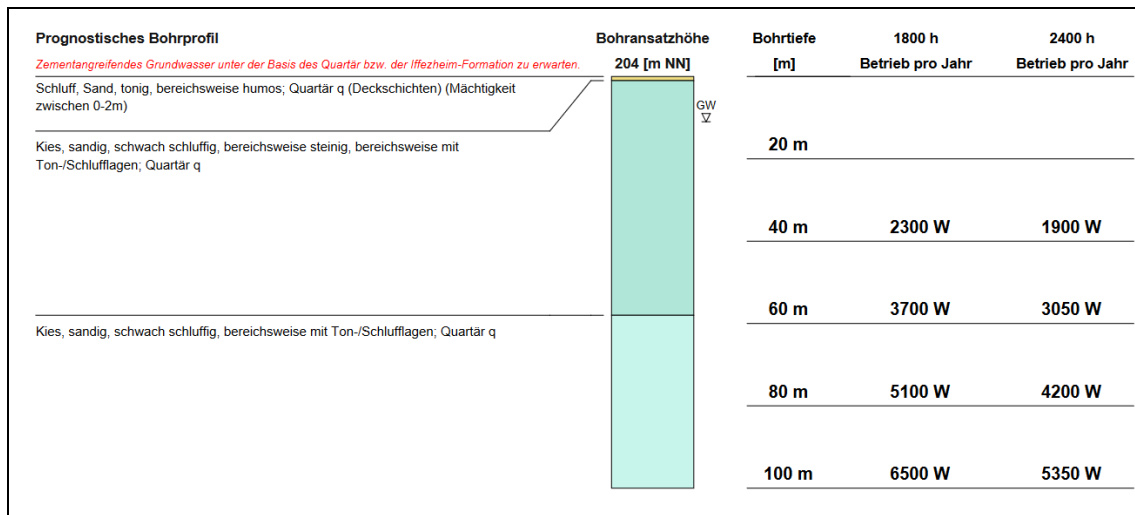 Prognostisches Bohrprofil
Bohransatzhöhe
Bohrtiefe
1800 h
2400 h
Zementangreifendes Grundwasser unter der Basis des Quartär bzw. der Iffezheim-Formation zu erwarten.
204 [m NN]
[m]
Betrieb pro Jahr
Betrieb pro Jahr
Schluff, Sand, tonig, bereichsweise humos; Quartär q (Deckschichten) (Mächtigkeit
zwischen 0-2m)
GW
Kies, sandig, schwach schluffig, bereichsweise steinig, bereichsweise mit
Ton-/Schlufflagen; Quartär q
20 m
40 m
2300 W
1900 W
60 m
3700 W
3050 W
Kies, sandig, schwach schluffig, bereichsweise mit Ton-/Schlufflagen; Quartär q
80 m
5100 W
4200 W
100 m
6500 W
5350 W